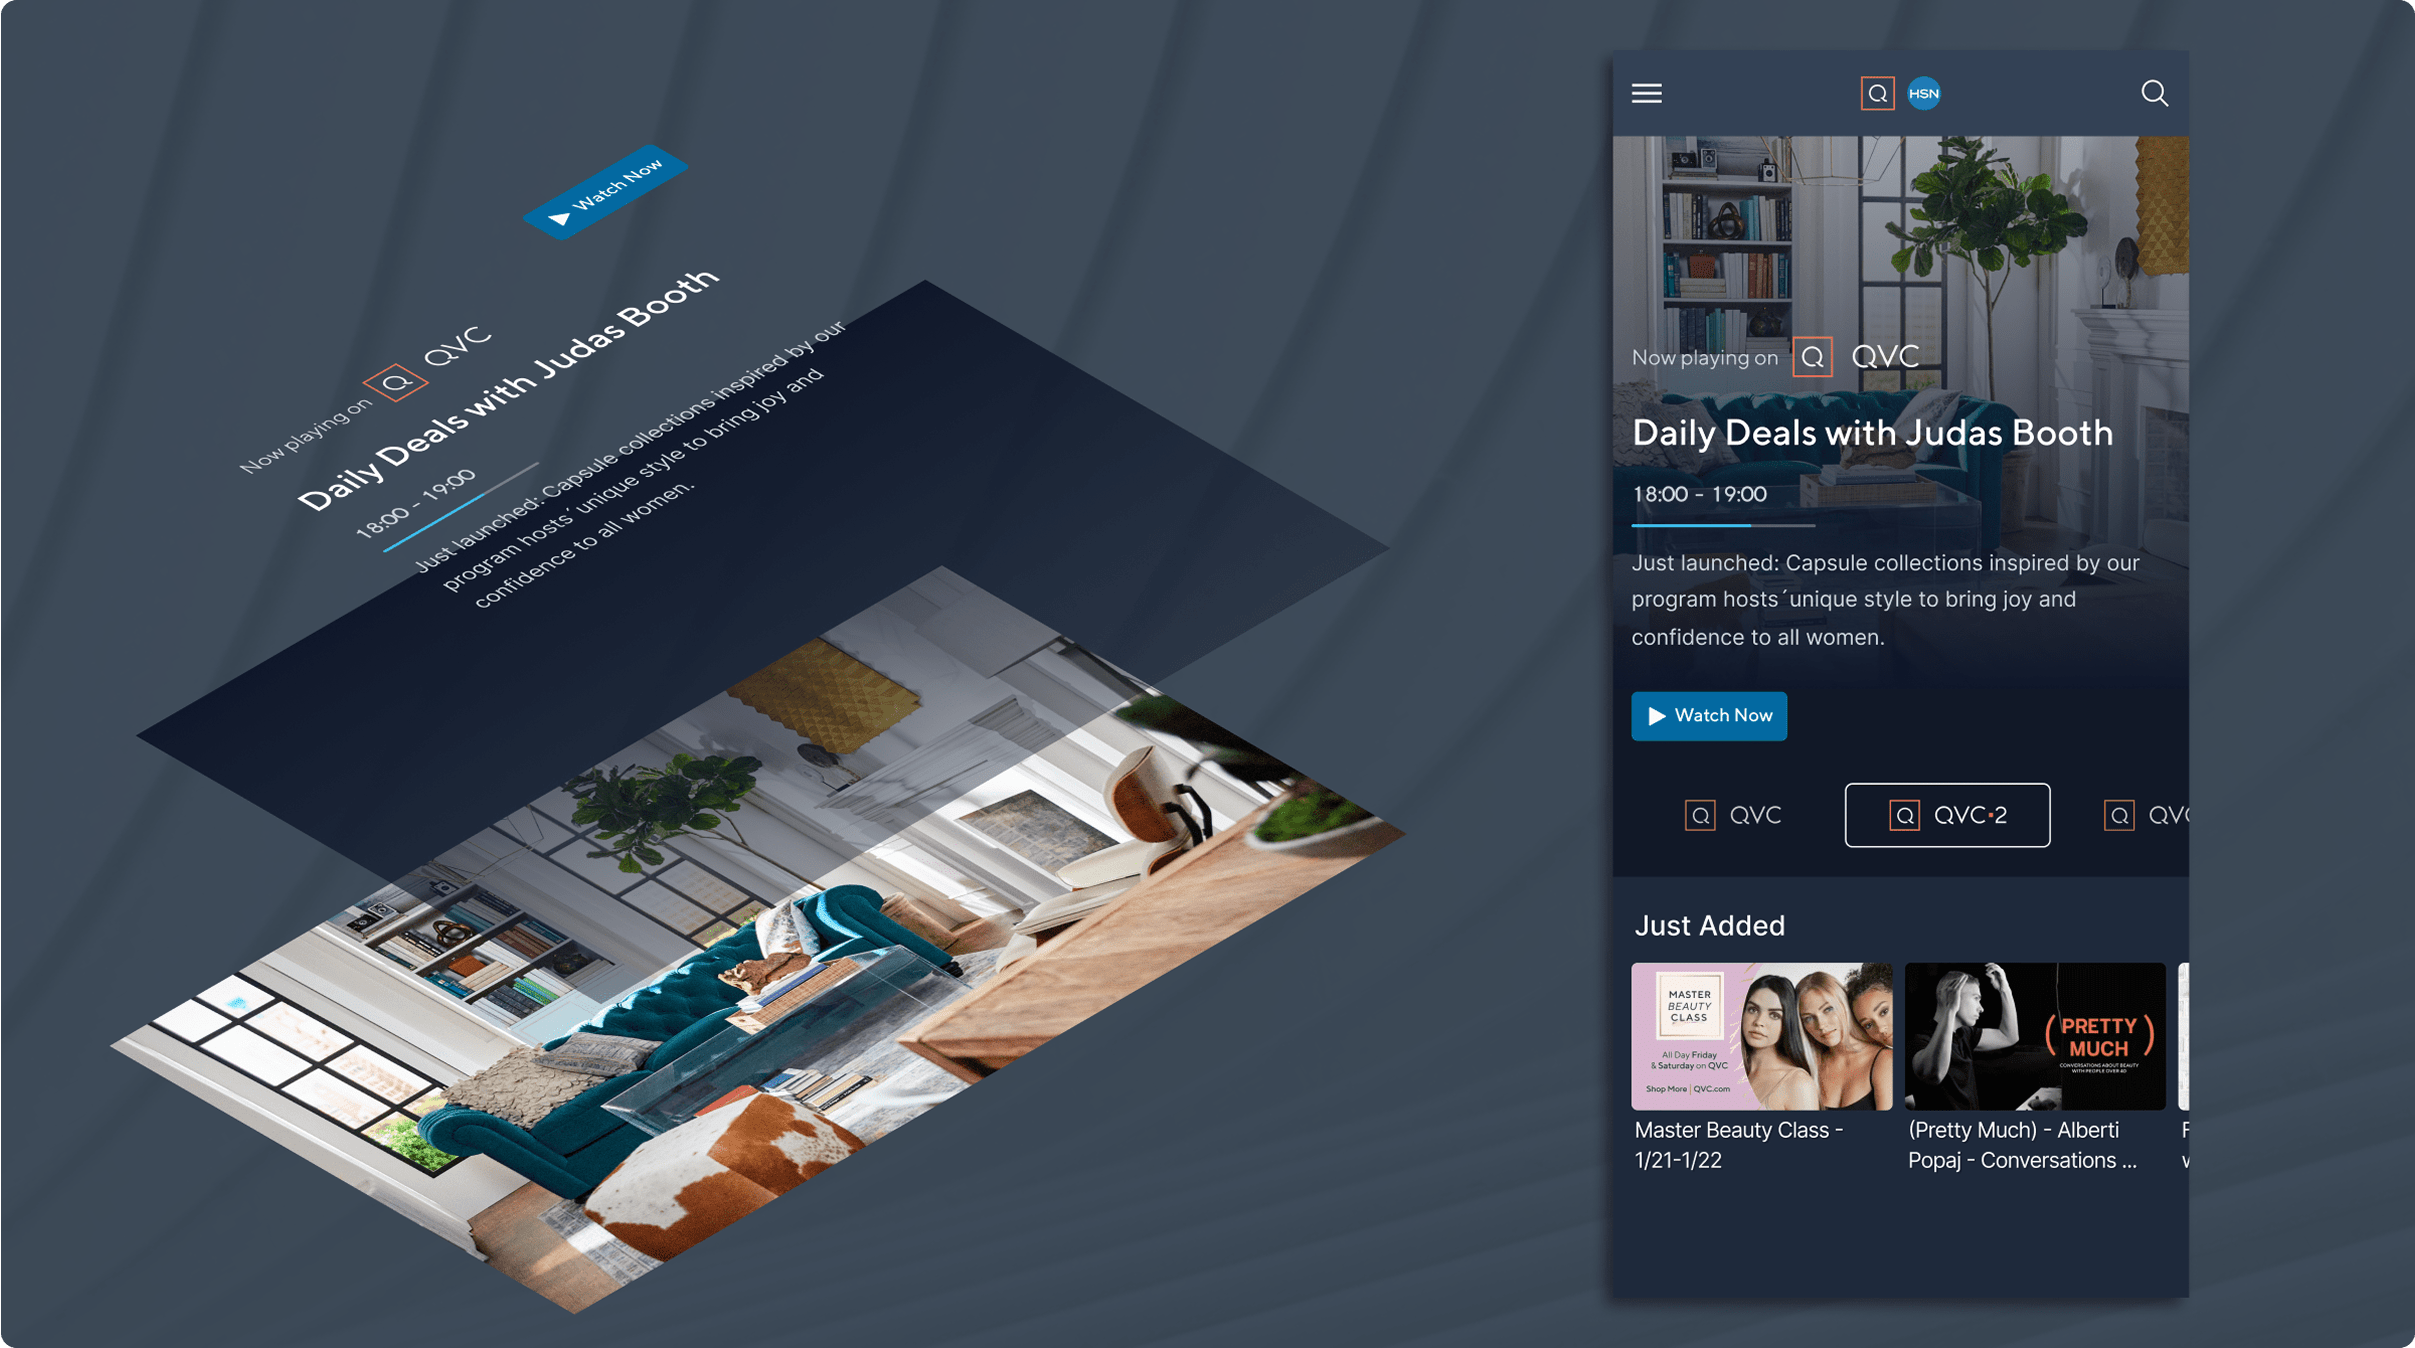 Watch Now
Now playing on Q QVC
Daily Deals with Judas Booth
18:00 - 19:00
Just launched: Capsule collections inspired by our
program hosts´unique style to bring joy and
confidence to all women.
Q HSN
Now playing on Q QVC
Daily Deals with Judas Booth
18:00 - 19:00
Just launched: Capsule collections inspired by our
program hosts´unique style to bring joy and
confidence to all women.
Watch Now
Q QVC
Q QVC▪2
Q QVC
Just Added
MASTER
BEAUTY
CLASS
All Day Friday
& Saturday on QVC
Shop More | QVC.com
(PRETTY
MUCH)
CONVERSATIONS ABOUT BEAUTY
WITH PEOPLE OVER 40
Master Beauty Class -
1/21-1/22
(Pretty Much) - Alberti
Popaj - Conversations ...